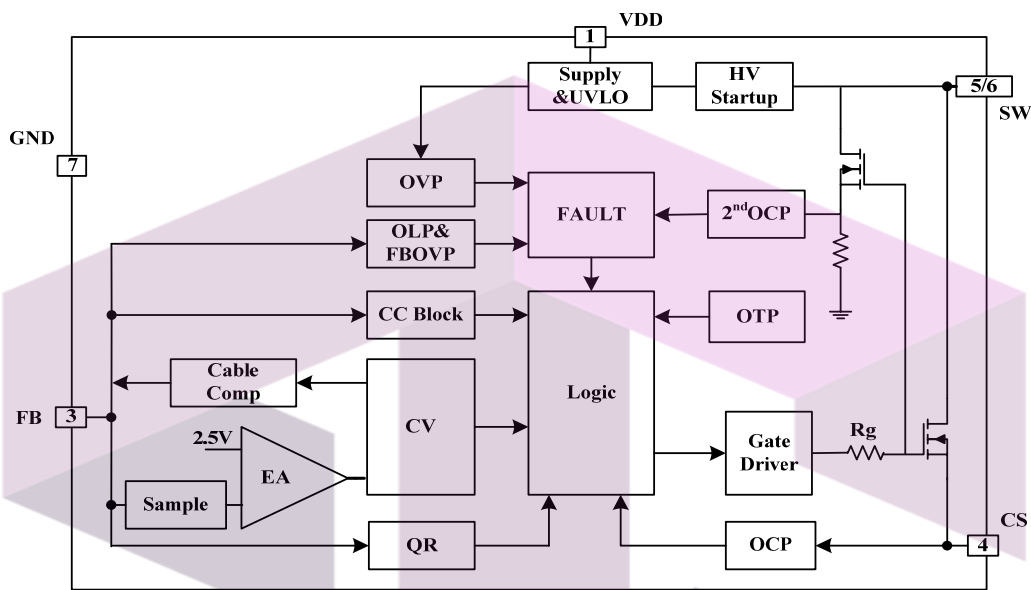 VDD
1
Supply
&UVLO
HV
Startup
5/6
SW
GND
7
OVP
FAULT
2ndOCP
OLP&
FBOVP
CC Block
OTP
Cable
Comp
Logic
FB
3
CV
2.5V
EA
Gate
Driver
Rg
Sample
QR
OCP
CS
4